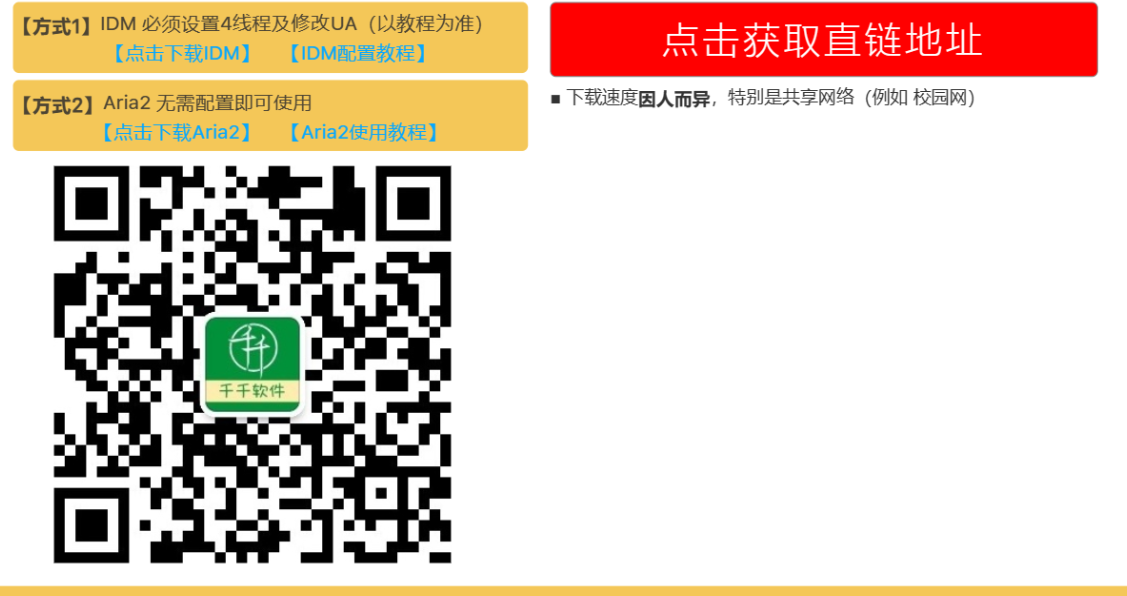 【方式1】IDM 必须设置4线程及修改UA（以教程为准）
【点击下载IDM】 【IDM配置教程】
【方式2】Aria2 无需配置即可使用
【点击下载Aria2】 【Aria2使用教程】
千千软件
点击获取直链地址
■ 下载速度因人而异，特别是共享网络（例如 校园网）